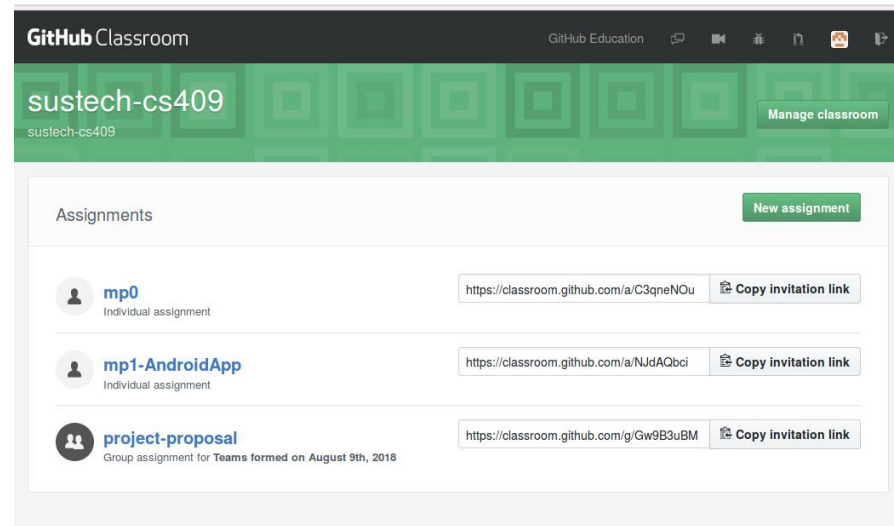 GitHub Classroom
GitHub Education
sustech-cs409
sustech-cs409
Manage classroom
Assignments
New assignment
mp0
Individual assignment
https://classroom.github.com/a/C3qneNOu
Copy invitation link
mp1-AndroidApp
Individual assignment
https://classroom.github.com/a/NJdAQbci
Copy invitation link
project-proposal
Group assignment for Teams formed on August 9th, 2018
https://classroom.github.com/g/Gw9B3uBM
Copy invitation link